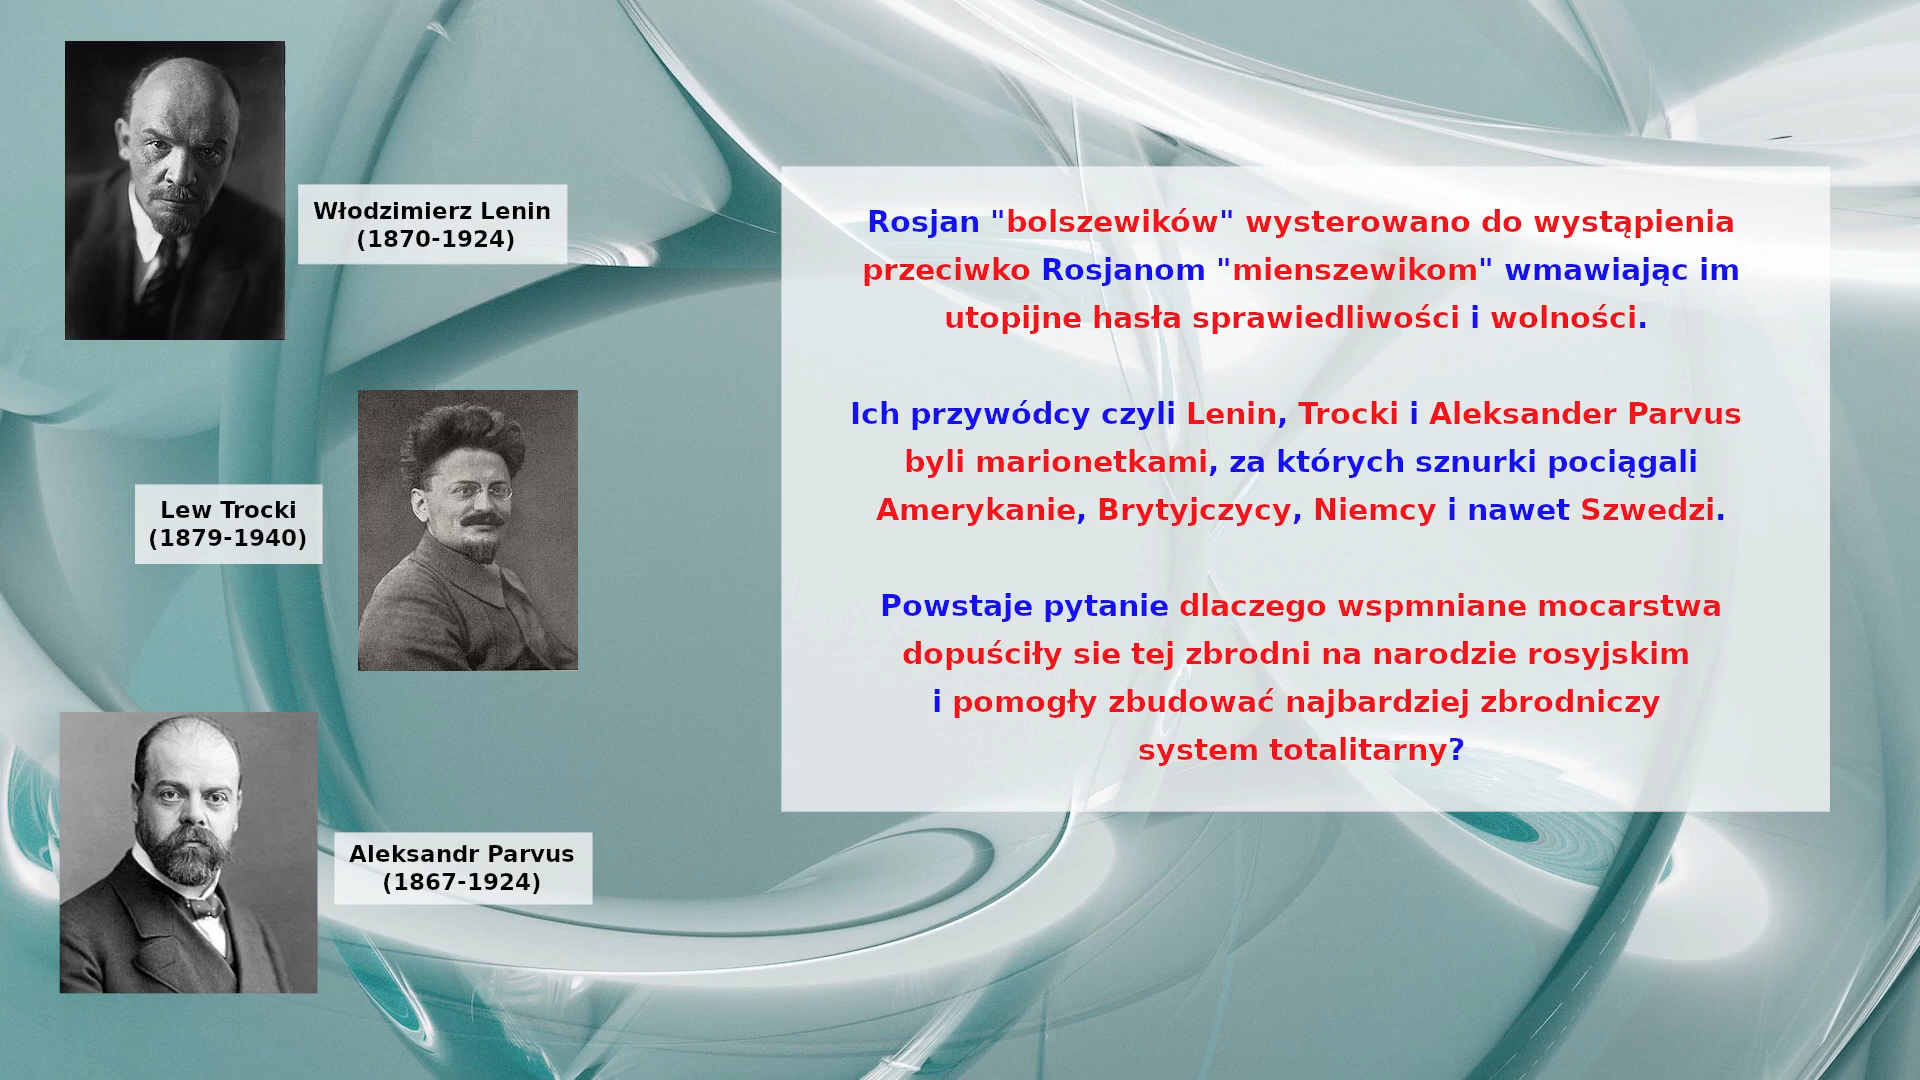 Włodzimierz Lenin
(1870-1924)
Lew Trocki
(1879-1940)
Aleksandr Parvus
(1867-1924)
Rosjan "bolszewików" wysterowano do wystąpienia
przeciwko Rosjanom "mienszewikom" wmawiając im
utopijne hasła sprawiedliwości i wolności.
Ich przywódcy czyli Lenin, Trocki i Aleksander Parvus
byli marionetkami, za których sznurki pociągali
Amerykanie, Brytyjczycy, Niemcy i nawet Szwedzi.
Powstaje pytanie dlaczego wspmniane mocarstwa
dopuściły sie tej zbrodni na narodzie rosyjskim
i pomogły zbudować najbardziej zbrodniczy
system totalitarny?